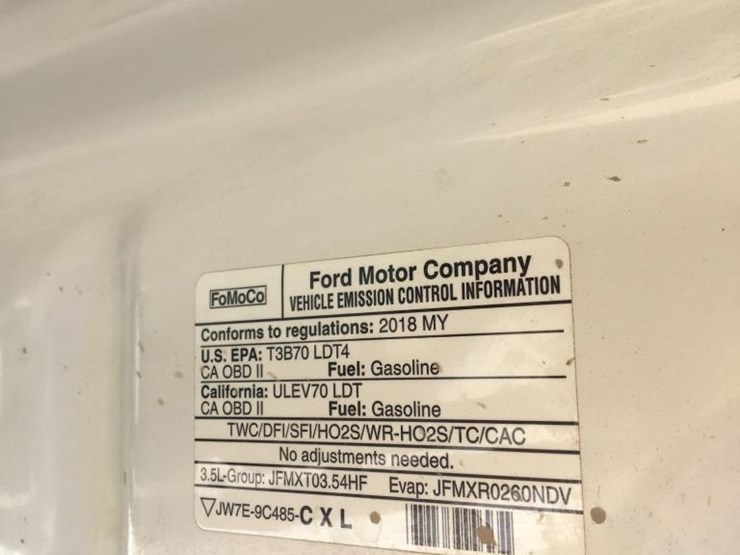 FoMoCo
Ford Motor Company
VEHICLE EMISSION CONTROL INFORMATION
Conforms to regulations: 2018 MY
U.S. EPA: T3B70 LDT4
CA OBD II Fuel: Gasoline
California: ULEV70 LDT
CA OBD II Fuel: Gasoline
TWC/DFI/SFI/HO2S/WR-HO2S/TC/CAC
No adjustments needed.
3.5L-Group: JFMXT03.54HF Evap: JFMXR0260NDV
▽JW7E-9C485-C X L